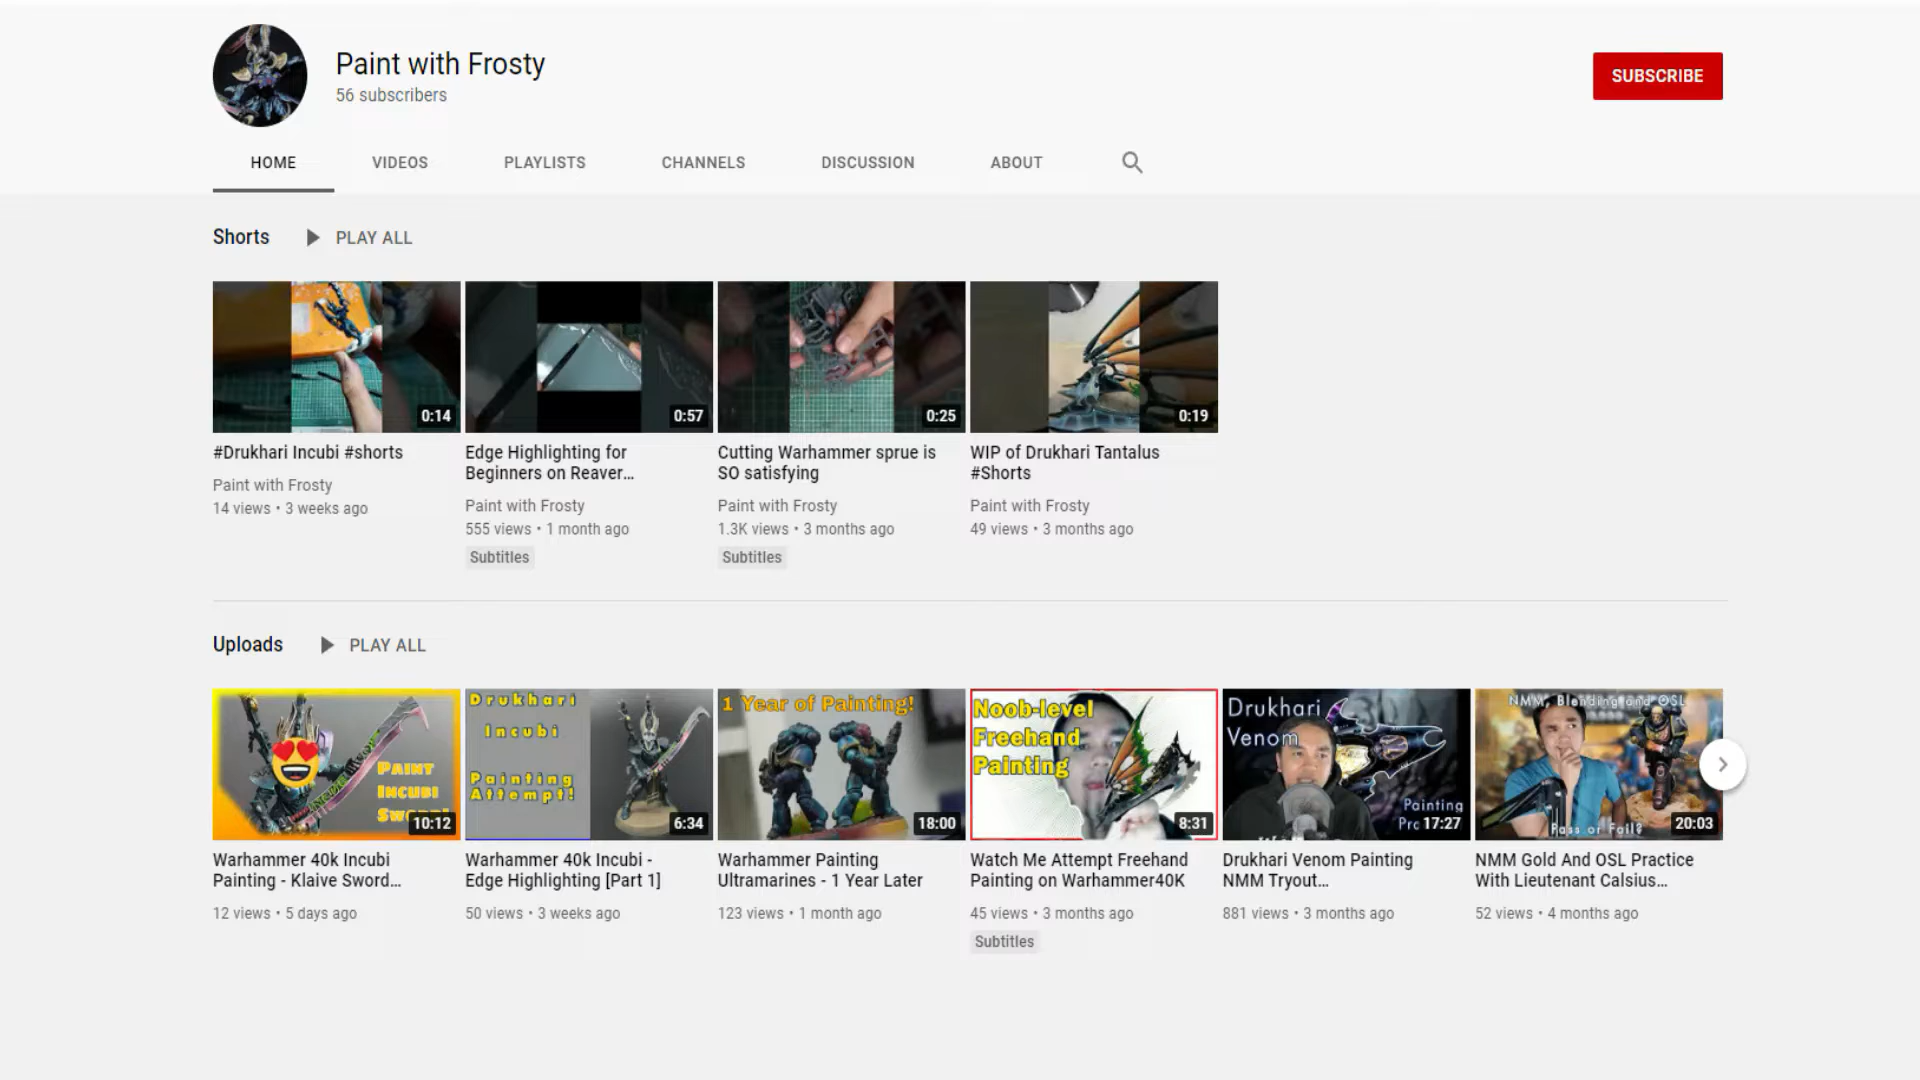 Paint with Frosty
56 subscribers
SUBSCRIBE
HOME VIDEOS PLAYLISTS CHANNELS DISCUSSION ABOUT
Shorts PLAY ALL
0:14
0:57
0:25
0:19
#Drukhari Incubi #shorts
Paint with Frosty
14 views • 3 weeks ago
Edge Highlighting for
Beginners on Reaver...
Paint with Frosty
555 views • 1 month ago
Subtitles
Cutting Warhammer sprue is
SO satisfying
Paint with Frosty
1.3K views • 3 months ago
Subtitles
WIP of Drukhari Tantalus
#Shorts
Paint with Frosty
49 views • 3 months ago
Uploads PLAY ALL
Paint
Incubi
10:12
Warhammer 40k Incubi
Painting - Klaive Sword...
12 views • 5 days ago
Drukhari
Incubi
Painting
Attempt!
6:34
Warhammer 40k Incubi -
Edge Highlighting [Part 1]
50 views • 3 weeks ago
1 Year of Painting!
18:00
Warhammer Painting
Ultramarines - 1 Year Later
123 views • 1 month ago
Noob-level
Freehand
Painting
8:31
Watch Me Attempt Freehand
Painting on Warhammer40K
45 views • 3 months ago
Subtitles
Drukhari
Venom
Painting
17:27
Drukhari Venom Painting
NMM Tryout...
881 views • 3 months ago
NMM, Blending and OSL
Pass or Fail?
20:03
NMM Gold And OSL Practice
With Lieutenant Calsius...
52 views • 4 months ago